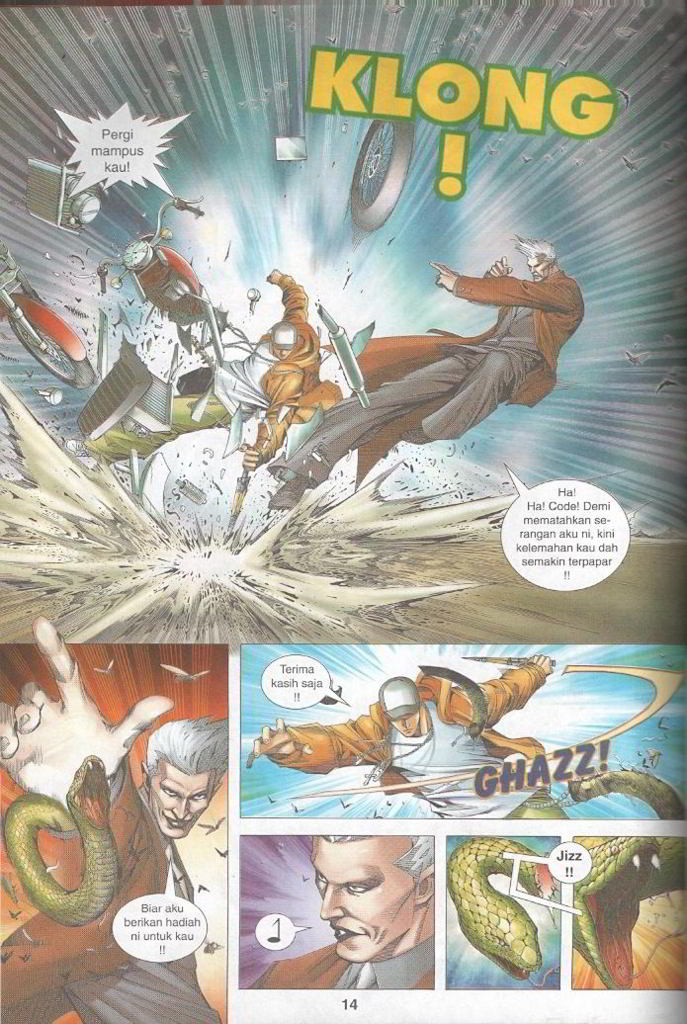 KLONG
!
Pergi
mampus
kau!
Ha!
Ha! Code! Demi
mematahkan se-
rangan aku ni, kini
kelemahan kau dah
semakin terpapar
!!
Biar aku
berikan hadiah
ni untuk kau
!!
Terima
kasih saja
!!
GHAZZ!
Jizz
!!
14